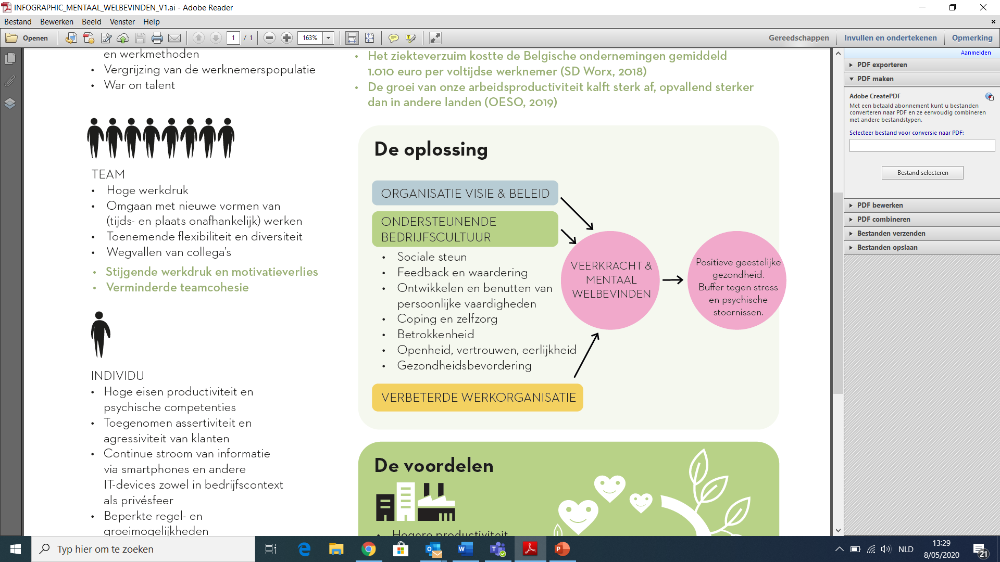 INFOGRAPHIC_MENTAAL_WELBEVINDEN_V1.ai - Adobe Reader
Bestand Bewerken Beeld Venster Help
Openen 1 / 1 163% Gereedschappen Invullen en ondertekenen Opmerking
en werkmethoden
• Vergrijzing van de werknemerspopulatie
• War on talent
TEAM
• Hoge werkdruk
• Omgaan met nieuwe vormen van
(tijds- en plaats onafhankelijk) werken
• Toenemende flexibiliteit en diversiteit
• Wegvallen van collega's
• Stijgende werkdruk en motivatieverlies
• Verminderde teamcohesie
INDIVIDU
• Hoge eisen productiviteit en
psychische competenties
• Toegenomen assertiviteit en
agressiviteit van klanten
• Continue stroom van informatie
via smartphones en andere
IT-devices zowel in bedrijfscontext
als privésfeer
• Beperkte regel- en
groeimogelijkheden
• Het ziekteverzuim kostte de Belgische ondernemingen gemiddeld
1.010 euro per voltijdse werknemer (SD Worx, 2018)
• De groei van onze arbeidsproductiviteit kalft sterk af, opvallend sterker
dan in andere landen (OESO, 2019)
De oplossing
ORGANISATIE VISIE & BELEID
ONDERSTEUNENDE
BEDRIJFSCULTUUR
• Sociale steun
• Feedback en waardering
• Ontwikkelen en benutten van
persoonlijke vaardigheden
• Coping en zelfzorg
• Betrokkenheid
• Openheid, vertrouwen, eerlijkheid
• Gezondheidsbevordering
VERBETERDE WERKORGANISATIE
VEERKRACHT &
MENTAAL
WELBEVINDEN
Positieve geestelijke
gezondheid.
Buffer tegen stress
en psychische
stoornissen.
De voordelen
• Hogere productiviteit
Aanmelden
PDF exporteren
PDF maken
Adobe CreatePDF
Met een betaald abonnement kunt u bestanden
converteren naar PDF en ze eenvoudig combineren
met andere bestandstypen.
Selecteer bestand voor conversie naar PDF:
Bestand selecteren
PDF bewerken
PDF combineren
Bestanden verzenden
Bestanden opslaan
Typ hier om te zoeken
NLD
13:29
8/05/2020
21